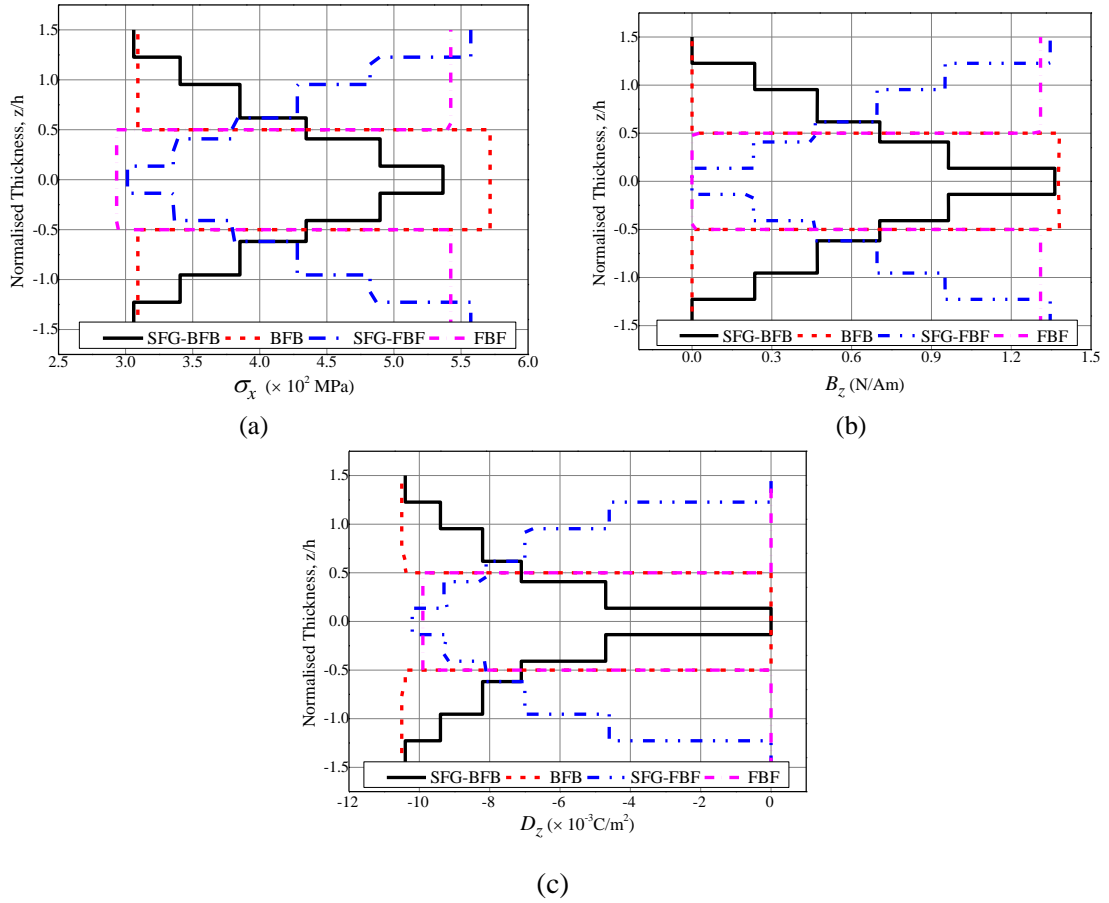 1.5
1.0
0.5
0.0
-0.5
-1.0
-1.5
Normalised Thickness, z/h
SFG-BFB BFB SFG-FBF FBF
2.5 3.0 3.5 4.0 4.5 5.0 5.5 6.0
σx (× 10² MPa)
(a)
1.5
1.0
0.5
0.0
-0.5
-1.0
-1.5
Normalised Thickness, z/h
SFG-BFB BFB SFG-FBF FBF
0.0 0.3 0.6 0.9 1.2 1.5
Bz (N/Am)
(b)
1.5
1.0
0.5
0.0
-0.5
-1.0
-1.5
Normalised Thickness, z/h
SFG-BFB BFB SFG-FBF FBF
-12 -10 -8 -6 -4 -2 0
Dz (× 10⁻³C/m²)
(c)